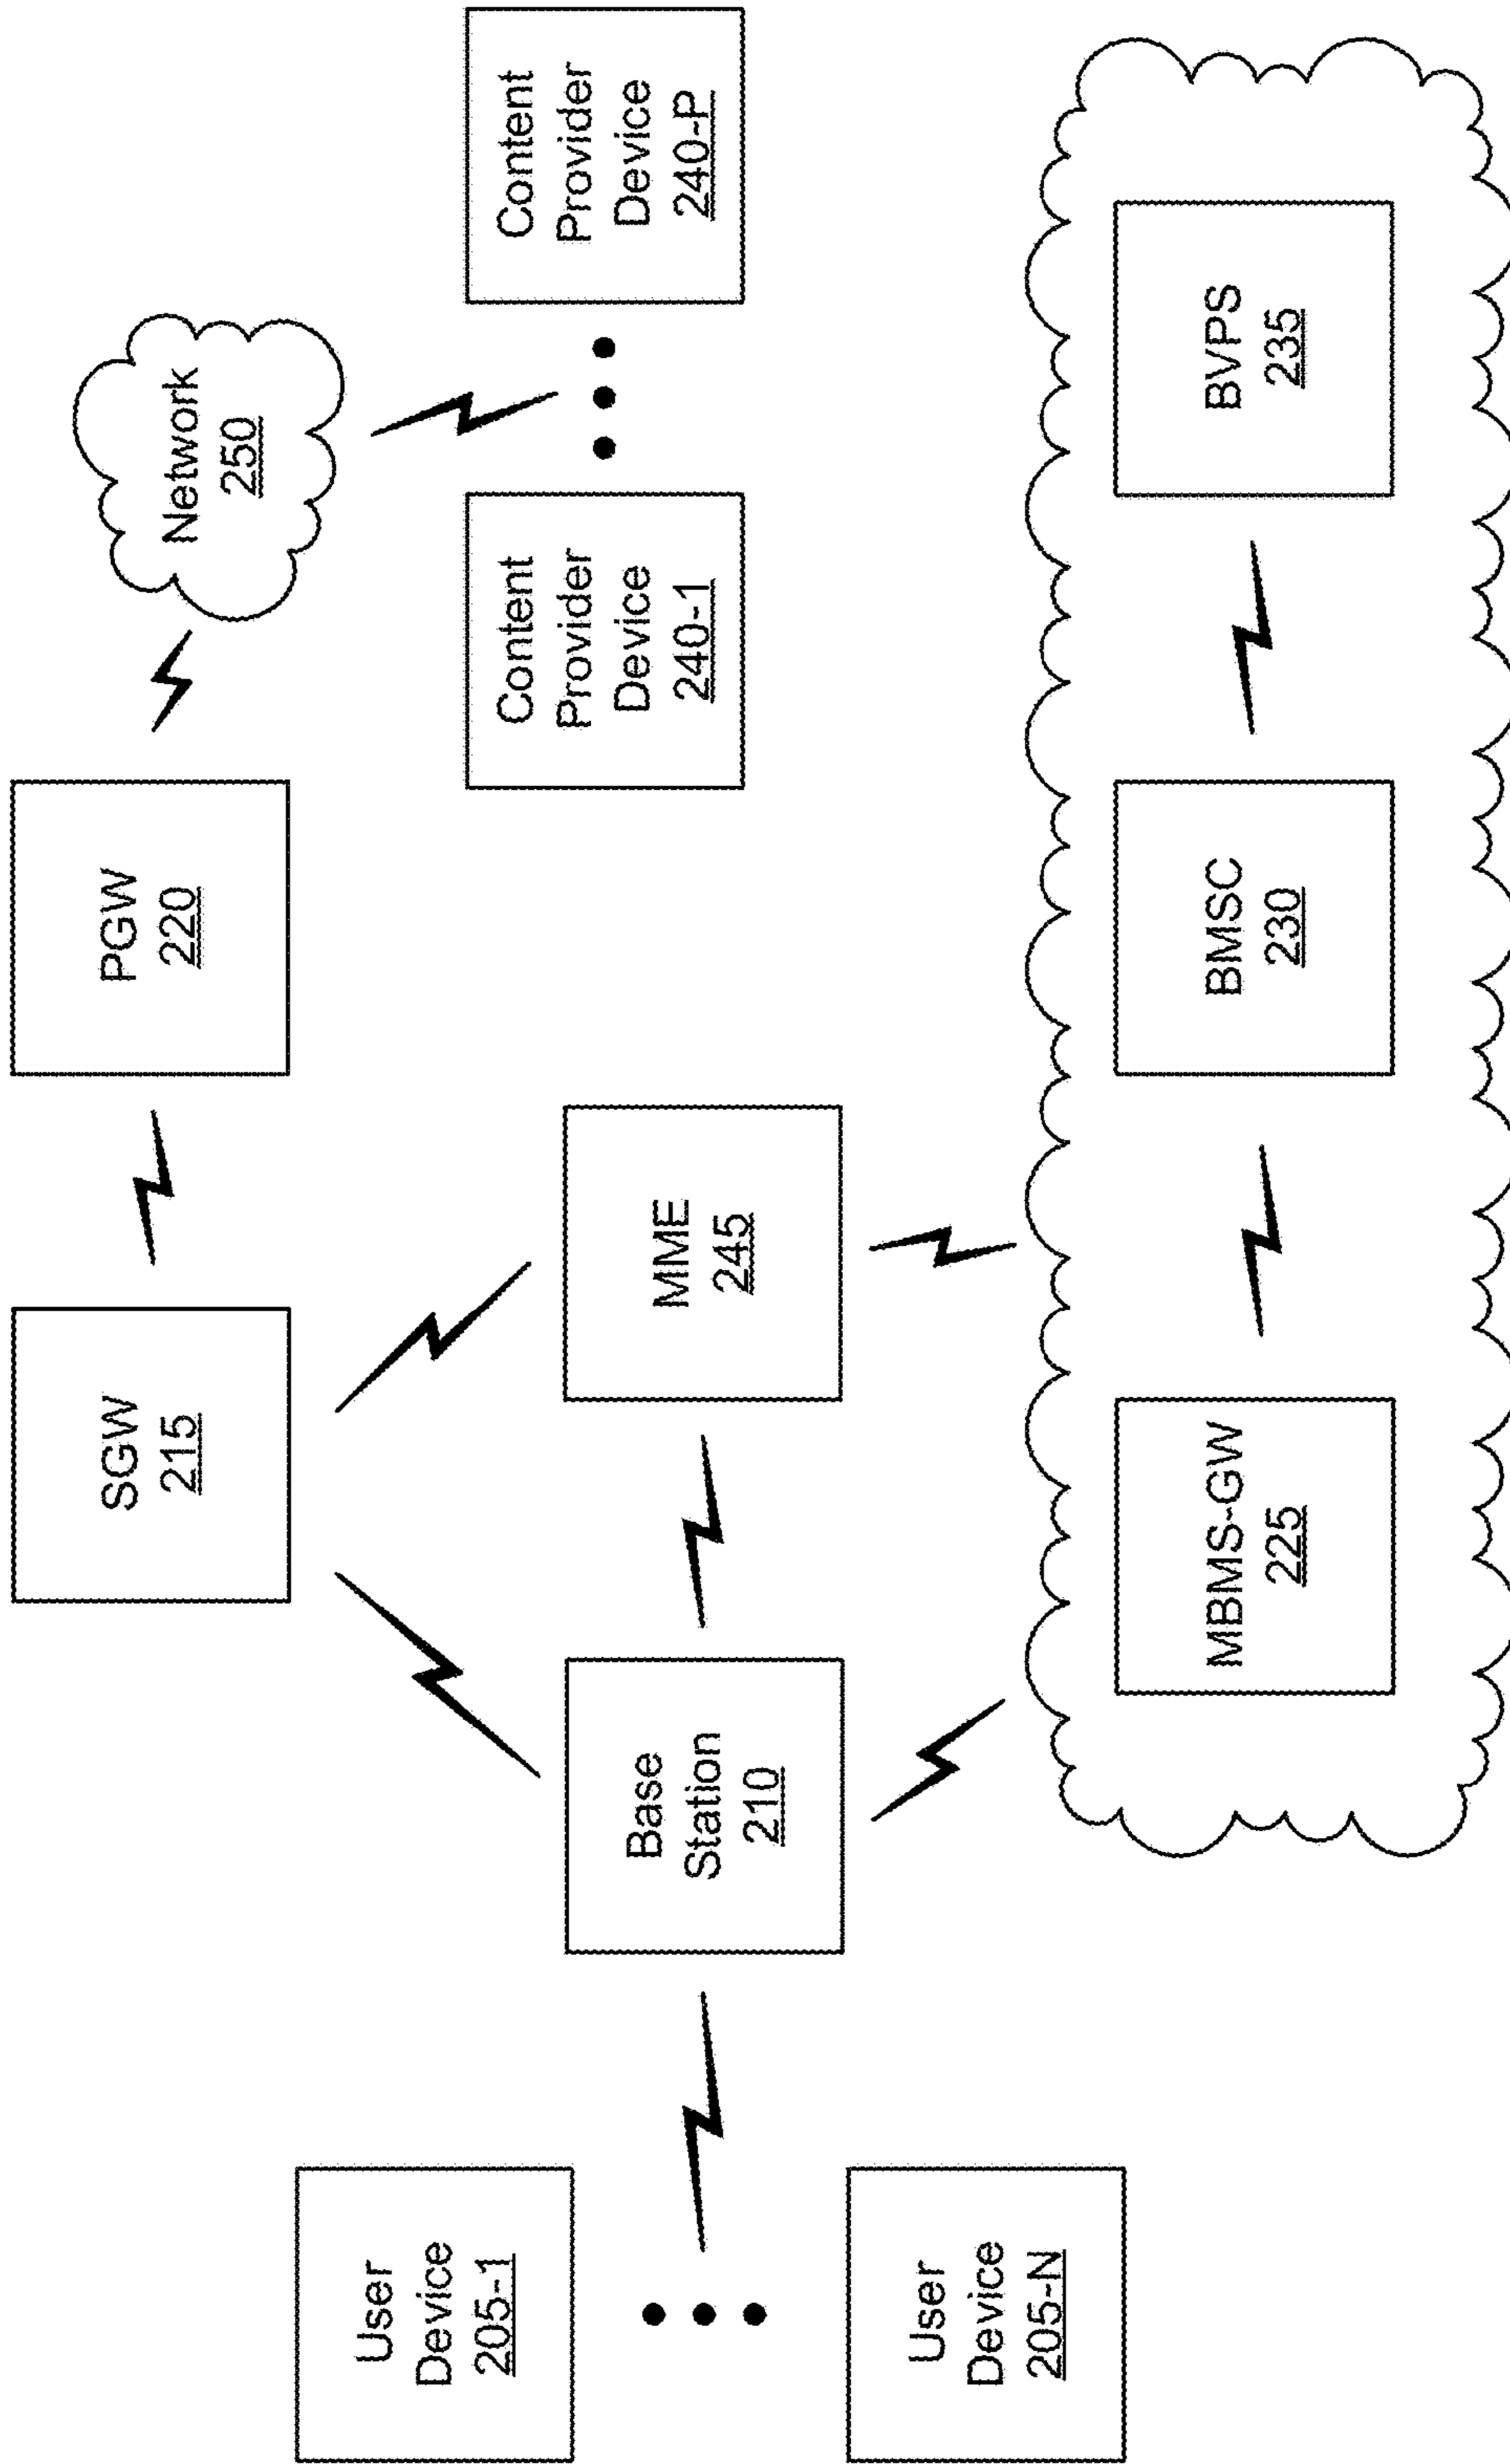 SGW
215
PGW
220
Network
250
User
Device
205-1
User
Device
205-N
Base
Station
210
MME
245
Content
Provider
Device
240-1
Content
Provider
Device
240-P
MBMS-GW
225
BMSC
230
BVPS
235